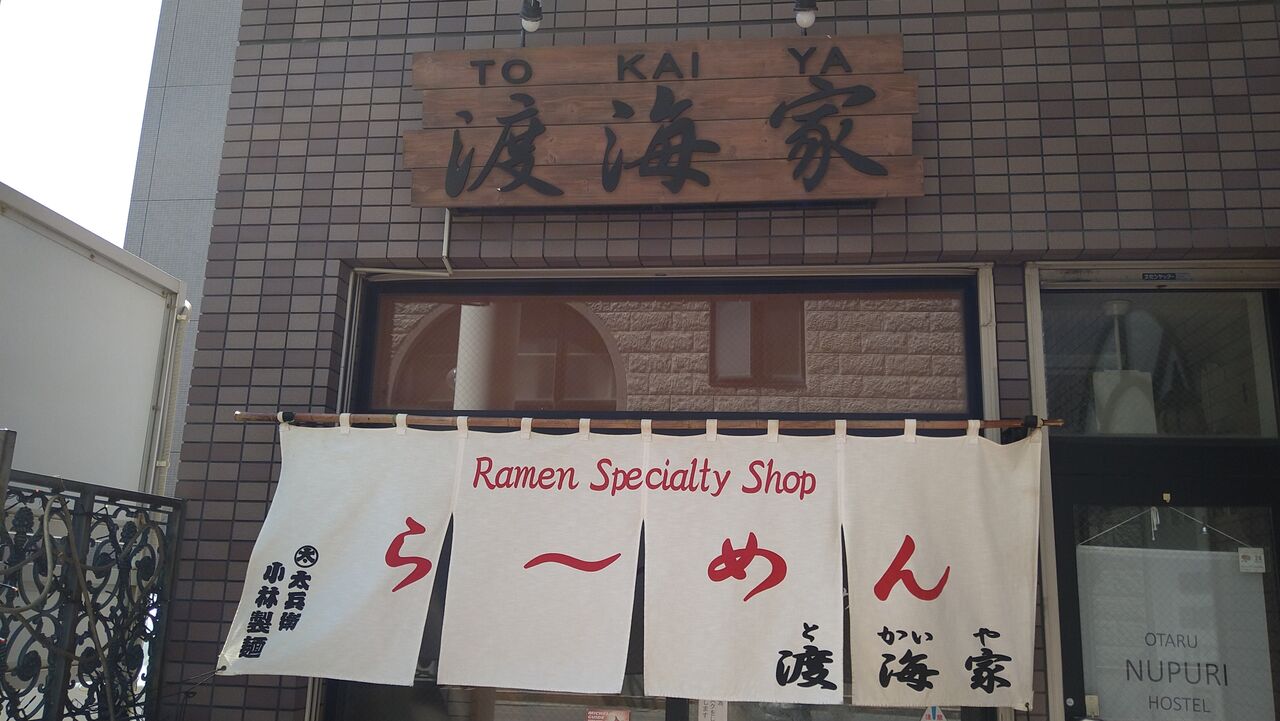 TO KAI YA
渡海家
Ramen Specialty Shop
ら〜めん
太 太兵衛
小林製麺
と かい や
渡海家
OTARU
NUPURI
HOSTEL